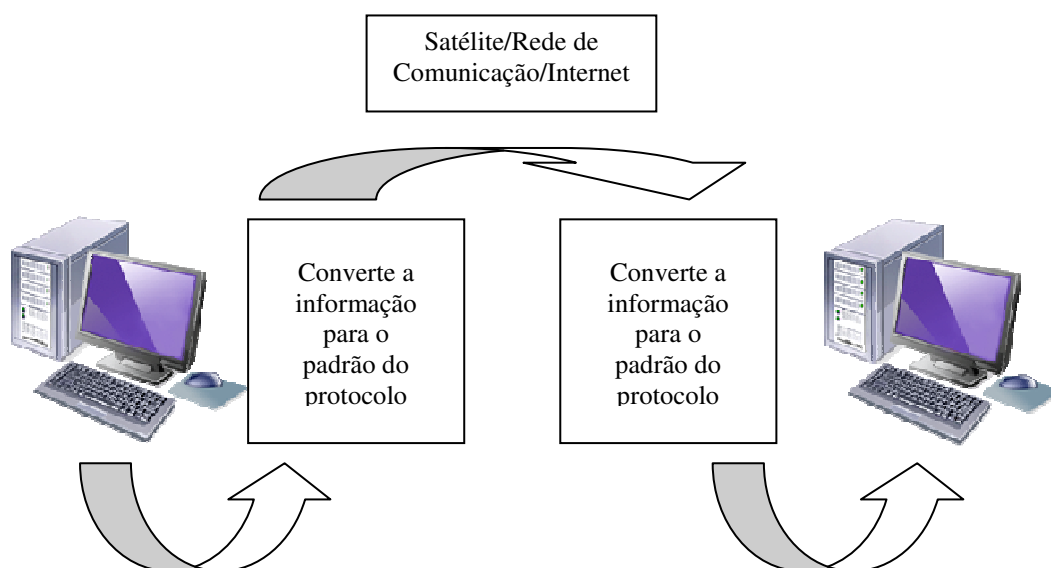 Satélite/Rede de
Comunicação/Internet
Converte a
informação
para o
padrão do
protocolo
Converte a
informação
para o
padrão do
protocolo